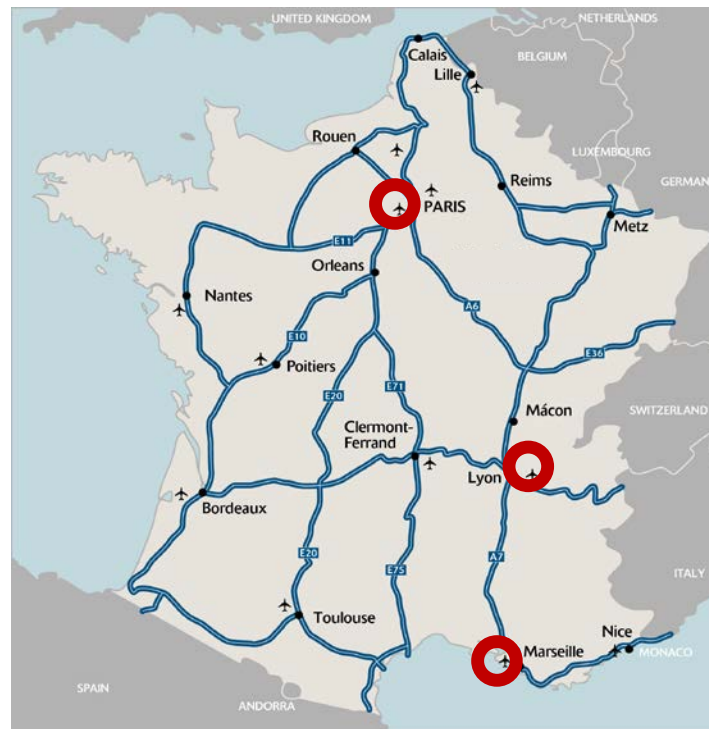 UNITED KINGDOM
NETHERLANDS
Calais
BELGIUM
Lille
Rouen
LUXEMBOURG
Reims
GERMAN
PARIS
Metz
E11
Orleans
Nantes
A6
E10
E36
Poitiers
E20
E71
Mácon
SWITZERLAND
Clermont-
Ferrand
Lyon
Bordeaux
E20
A7
E75
ITALY
Toulouse
Nice
Marseille
MONACO
SPAIN
ANDORRA